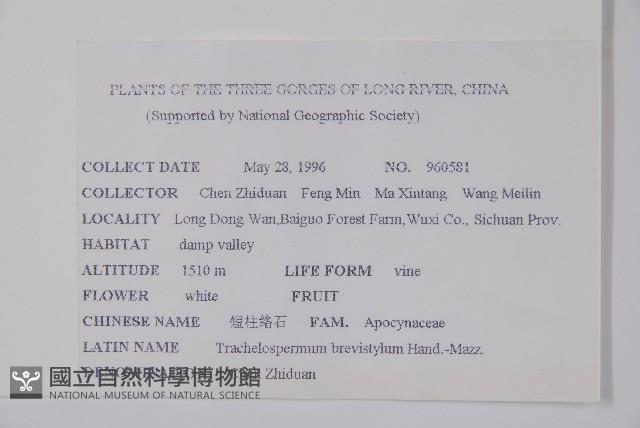 PLANTS OF THE THREE GORGES OF LONG RIVER, CHINA
(Supported by National Geographic Society)
COLLECT DATE May 28, 1996 NO. 960581
COLLECTOR Chen Zhiduan Feng Min Ma Xintang Wang Meilin
LOCALITY Long Dong Wan,Baiguo Forest Farm,Wuxi Co., Sichuan Prov.
HABITAT damp valley
ALTITUDE 1510 m LIFE FORM vine
FLOWER white FRUIT
CHINESE NAME 短柱络石 FAM. Apocynaceae
LATIN NAME Trachelospermum brevistylum Hand.-Mazz.
Zhiduan
國立自然科學博物館
NATIONAL MUSEUM OF NATURAL SCIENCE